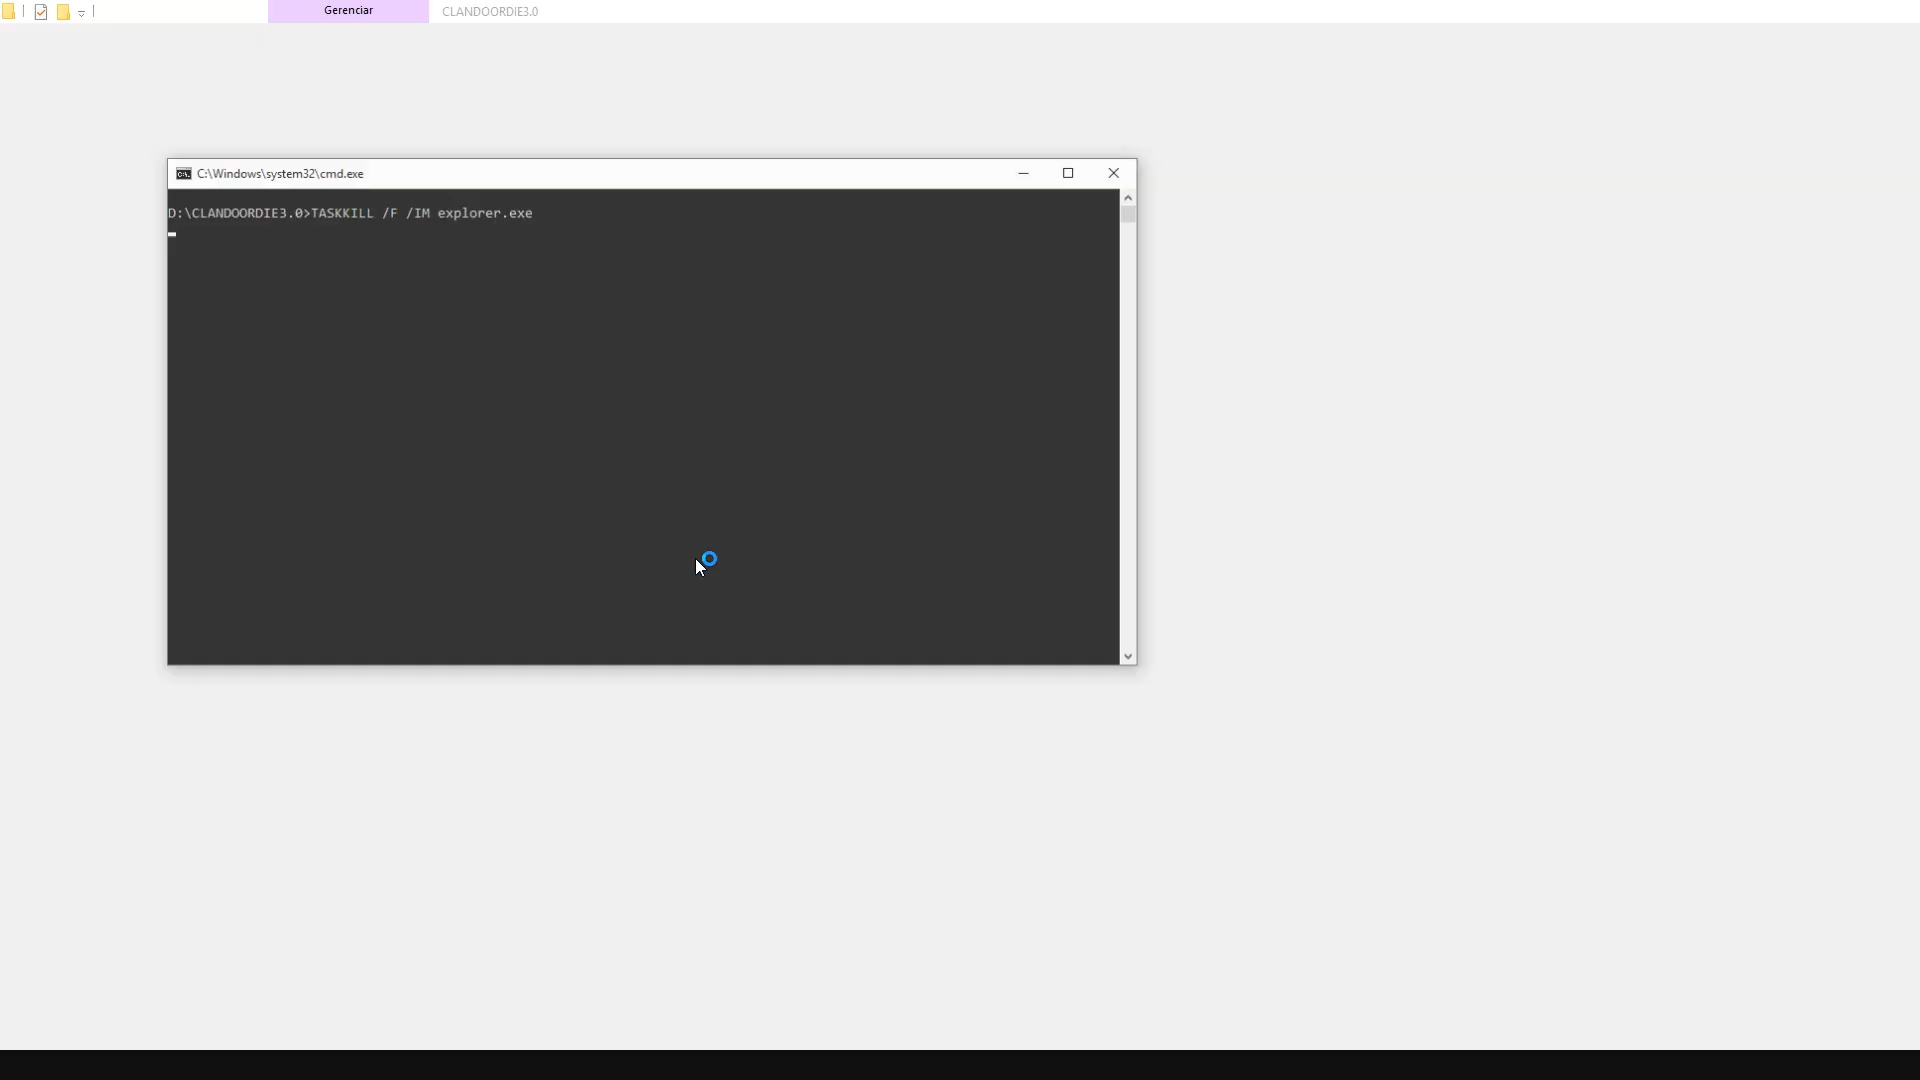 Gerenciar
CLANDOORDIE3.0
C:\Windows\system32\cmd.exe
D:\CLANDOORDIE3.0>TASKKILL /F /IM explorer.exe